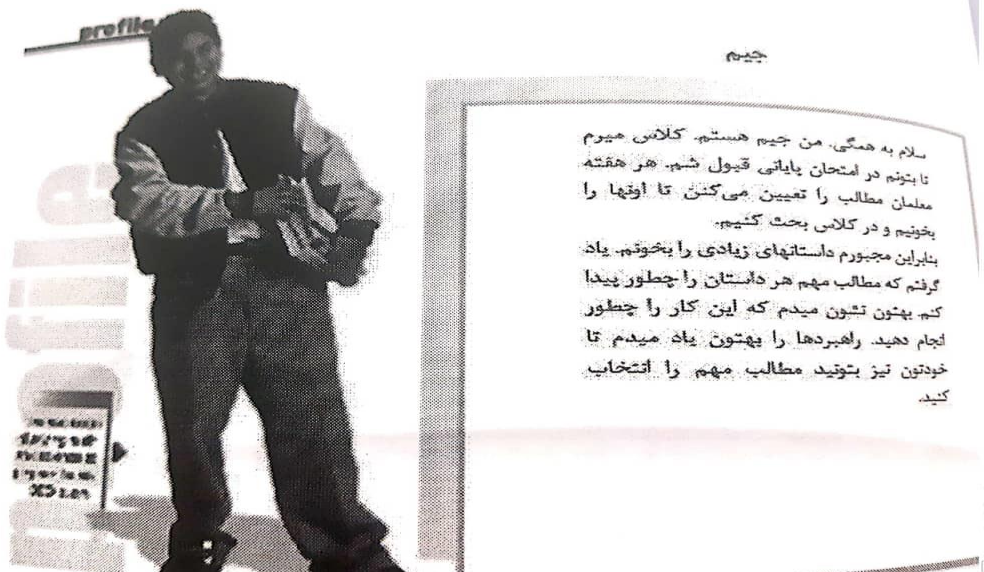 profile
جیم
سلام به همگی. من جیم هستم. کلاس میرم
تا بتونم در امتحان پایانی قبول شم. هر هفته
معلمان مطالب را تعیین می‌کنن تا اونها را
بخونیم و در کلاس بحث کنیم.
بنابراین مجبورم داستانهای زیادی را بخونم. یاد
گرفتم که مطالب مهم هر داستان را چطور پیدا
کنم. بهتون نشون میدم که این کار را چطور
انجام دهید. راهبردها را بهتون یاد میدم تا
خودتون نیز بتونید مطالب مهم را انتخاب
کنید.
profile